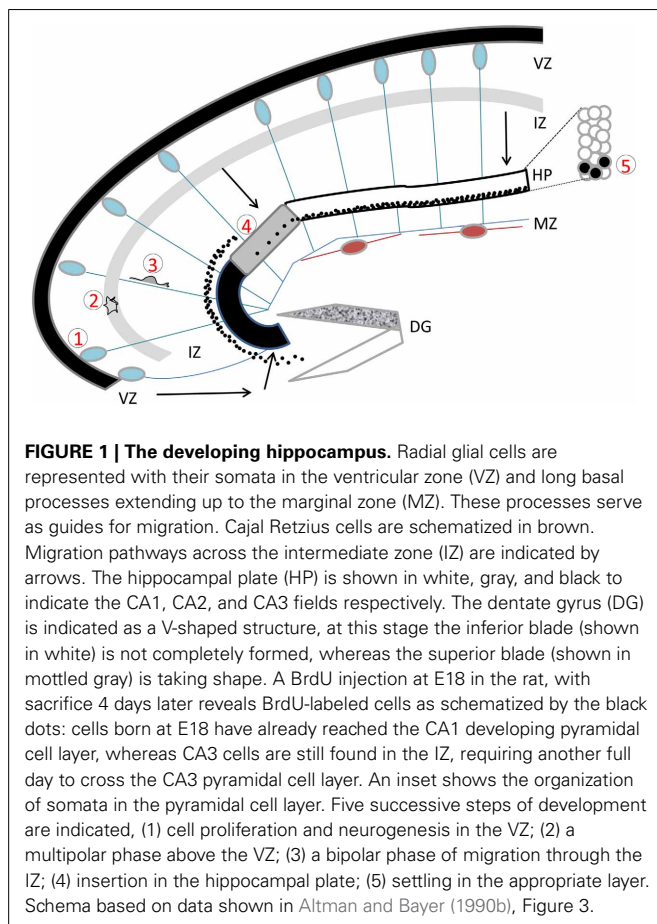 VZ
IZ
HP
5
4
MZ
3
2
1
IZ
DG
VZ
FIGURE 1 | The developing hippocampus. Radial glial cells are
represented with their somata in the ventricular zone (VZ) and long basal
processes extending up to the marginal zone (MZ). These processes serve
as guides for migration. Cajal Retzius cells are schematized in brown.
Migration pathways across the intermediate zone (IZ) are indicated by
arrows. The hippocampal plate (HP) is shown in white, gray, and black to
indicate the CA1, CA2, and CA3 fields respectively. The dentate gyrus (DG)
is indicated as a V-shaped structure, at this stage the inferior blade (shown
in white) is not completely formed, whereas the superior blade (shown in
mottled gray) is taking shape. A BrdU injection at E18 in the rat, with
sacrifice 4 days later reveals BrdU-labeled cells as schematized by the black
dots: cells born at E18 have already reached the CA1 developing pyramidal
cell layer, whereas CA3 cells are still found in the IZ, requiring another full
day to cross the CA3 pyramidal cell layer. An inset shows the organization
of somata in the pyramidal cell layer. Five successive steps of development
are indicated, (1) cell proliferation and neurogenesis in the VZ; (2) a
multipolar phase above the VZ; (3) a bipolar phase of migration through the
IZ; (4) insertion in the hippocampal plate; (5) settling in the appropriate layer.
Schema based on data shown in Altman and Bayer (1990b), Figure 3.